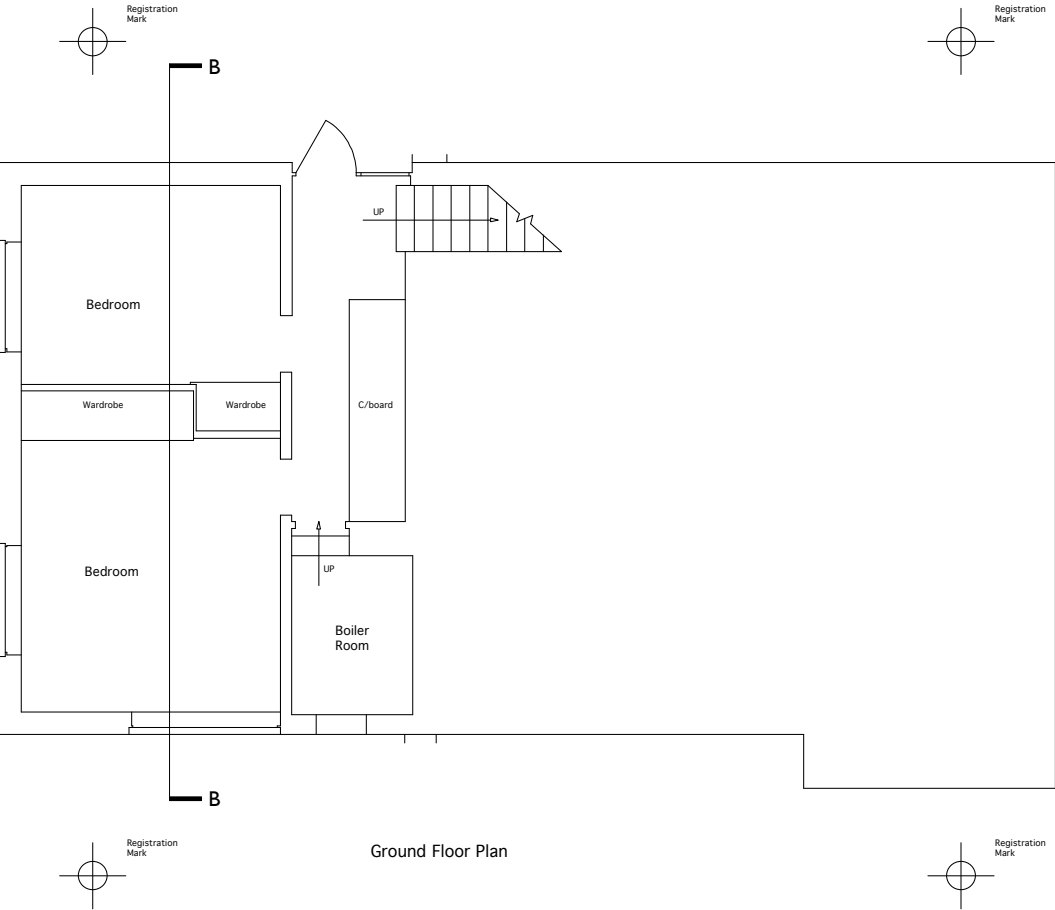 Registration
Mark
Registration
Mark
B
UP
Bedroom
Wardrobe
Wardrobe
C/board
UP
Bedroom
Boiler
Room
B
Registration
Mark
Ground Floor Plan
Registration
Mark